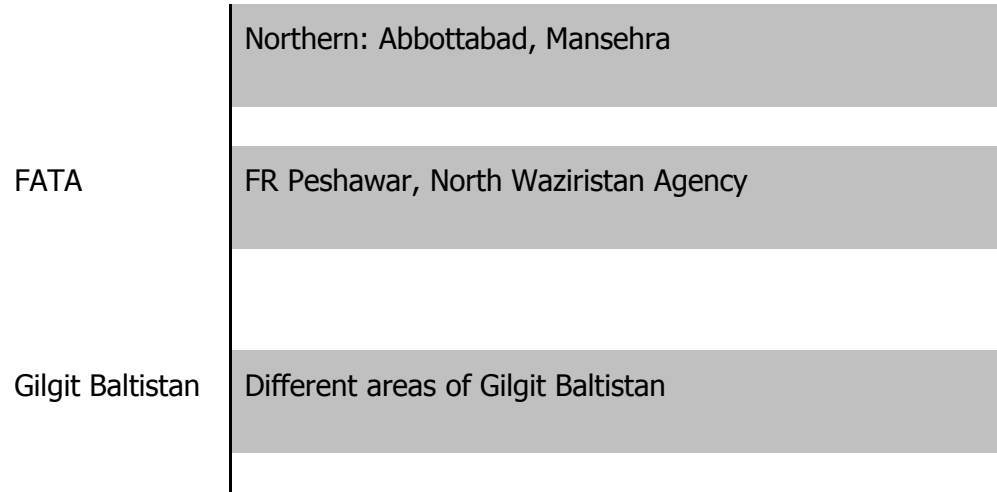 Northern: Abbottabad, Mansehra
FATA FR Peshawar, North Waziristan Agency
Gilgit Baltistan Different areas of Gilgit Baltistan